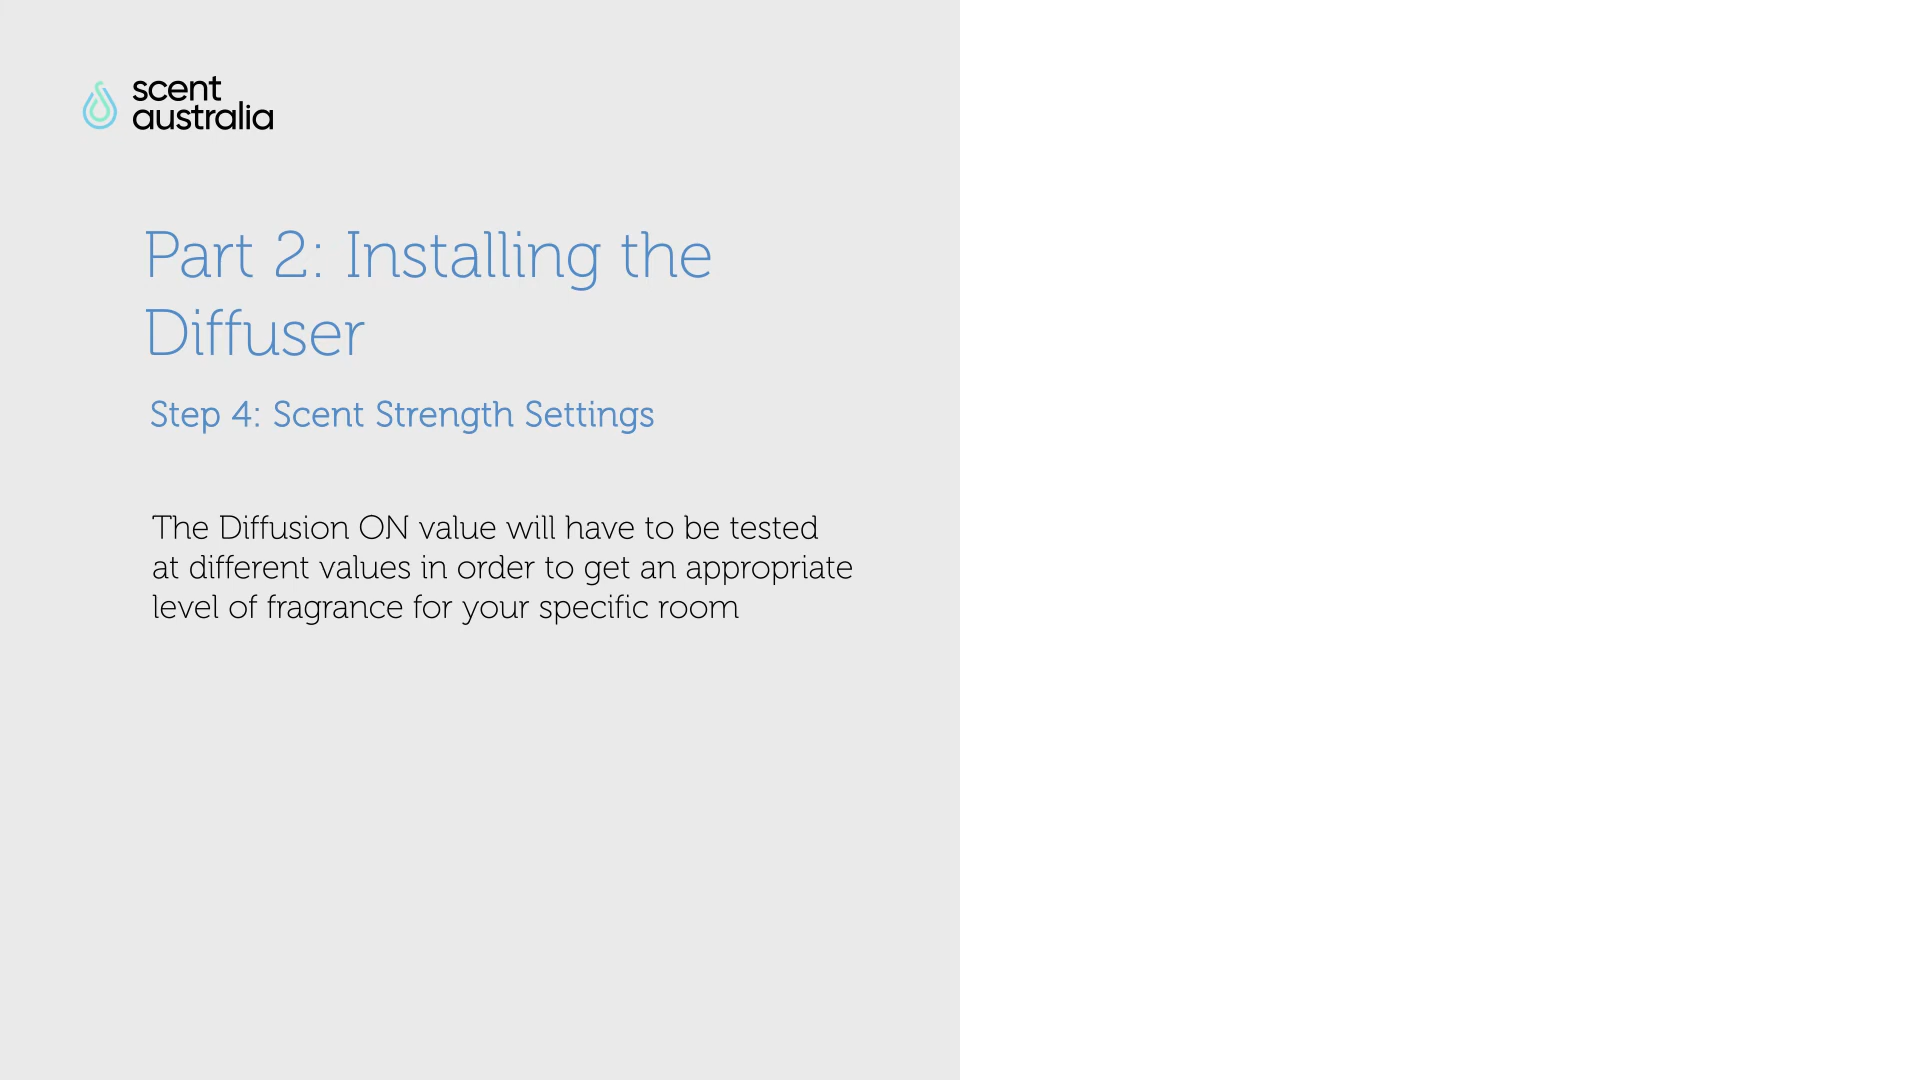 scent
australia
Part 2: Installing the
Diffuser
Step 4: Scent Strength Settings
The Diffusion ON value will have to be tested
at different values in order to get an appropriate
level of fragrance for your specific room